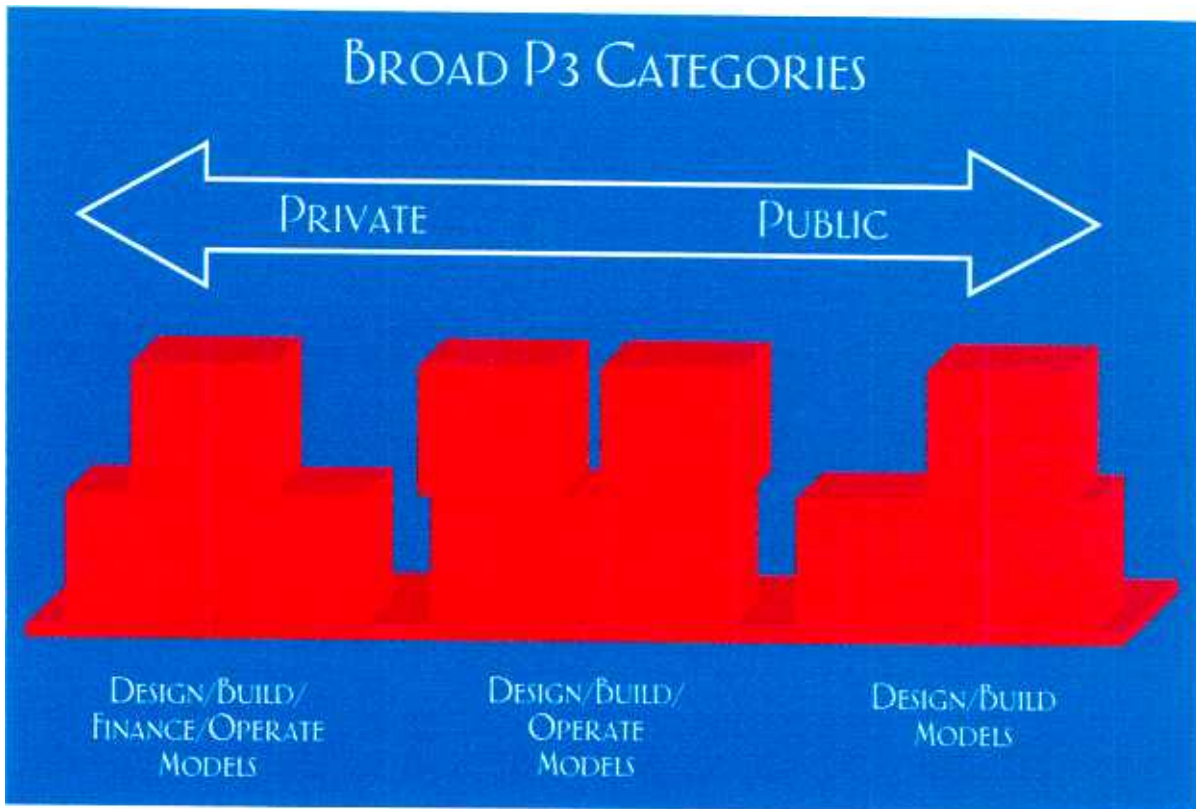 BROAD P3 CATEGORIES
PRIVATE PUBLIC
DESIGN/BUILD/
FINANCE/OPERATE
MODELS
DESIGN/BUILD/
OPERATE
MODELS
DESIGN/BUILD
MODELS